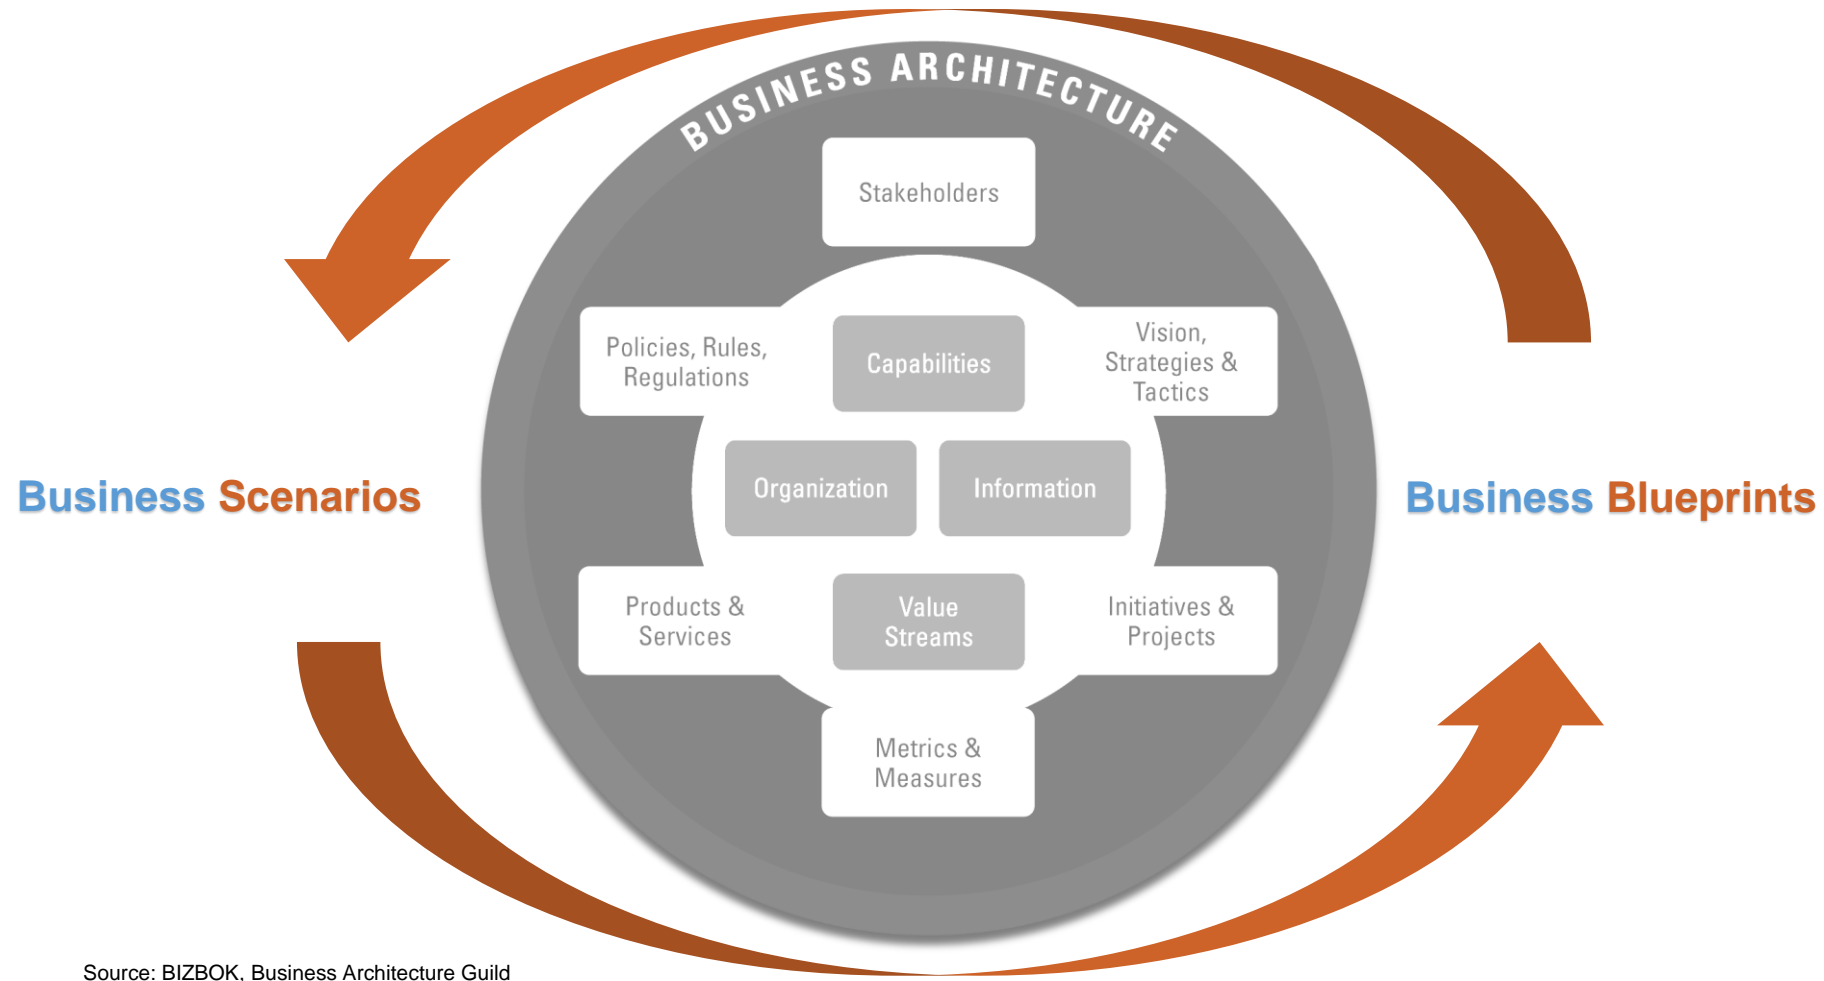 BUSINESS ARCHITECTURE
Stakeholders
Policies, Rules,
Regulations
Capabilities
Vision,
Strategies &
Tactics
Business Scenarios
Organization
Information
Business Blueprints
Products &
Services
Value
Streams
Initiatives &
Projects
Metrics &
Measures
Source: BIZBOK, Business Architecture Guild